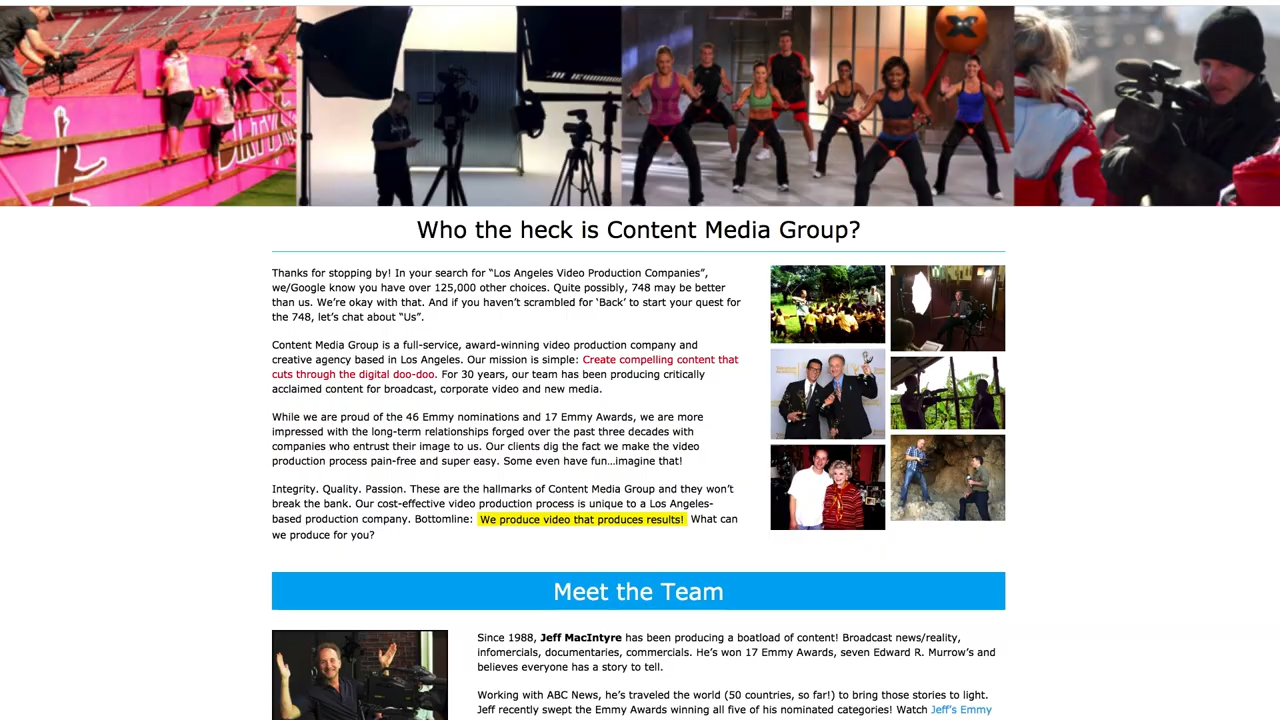 DIRTY
X
Who the heck is Content Media Group?
Thanks for stopping by! In your search for “Los Angeles Video Production Companies”,
we/Google know you have over 125,000 other choices. Quite possibly, 748 may be better
than us. We’re okay with that. And if you haven’t scrambled for ‘Back’ to start your quest for
the 748, let’s chat about “Us”.
Content Media Group is a full-service, award-winning video production company and
creative agency based in Los Angeles. Our mission is simple: Create compelling content that
cuts through the digital doo-doo. For 30 years, our team has been producing critically
acclaimed content for broadcast, corporate video and new media.
While we are proud of the 46 Emmy nominations and 17 Emmy Awards, we are more
impressed with the long-term relationships forged over the past three decades with
companies who entrust their image to us. Our clients dig the fact we make the video
production process pain-free and super easy. Some even have fun…imagine that!
Integrity. Quality. Passion. These are the hallmarks of Content Media Group and they won’t
break the bank. Our cost-effective video production process is unique to a Los Angeles-
based production company. Bottomline: We produce video that produces results! What can
we produce for you?
Meet the Team
Since 1988, Jeff MacIntyre has been producing a boatload of content! Broadcast news/reality,
infomercials, documentaries, commercials. He’s won 17 Emmy Awards, seven Edward R. Murrow’s and
believes everyone has a story to tell.
Working with ABC News, he’s traveled the world (50 countries, so far!) to bring those stories to light.
Jeff recently swept the Emmy Awards winning all five of his nominated categories! Watch Jeff’s Emmy